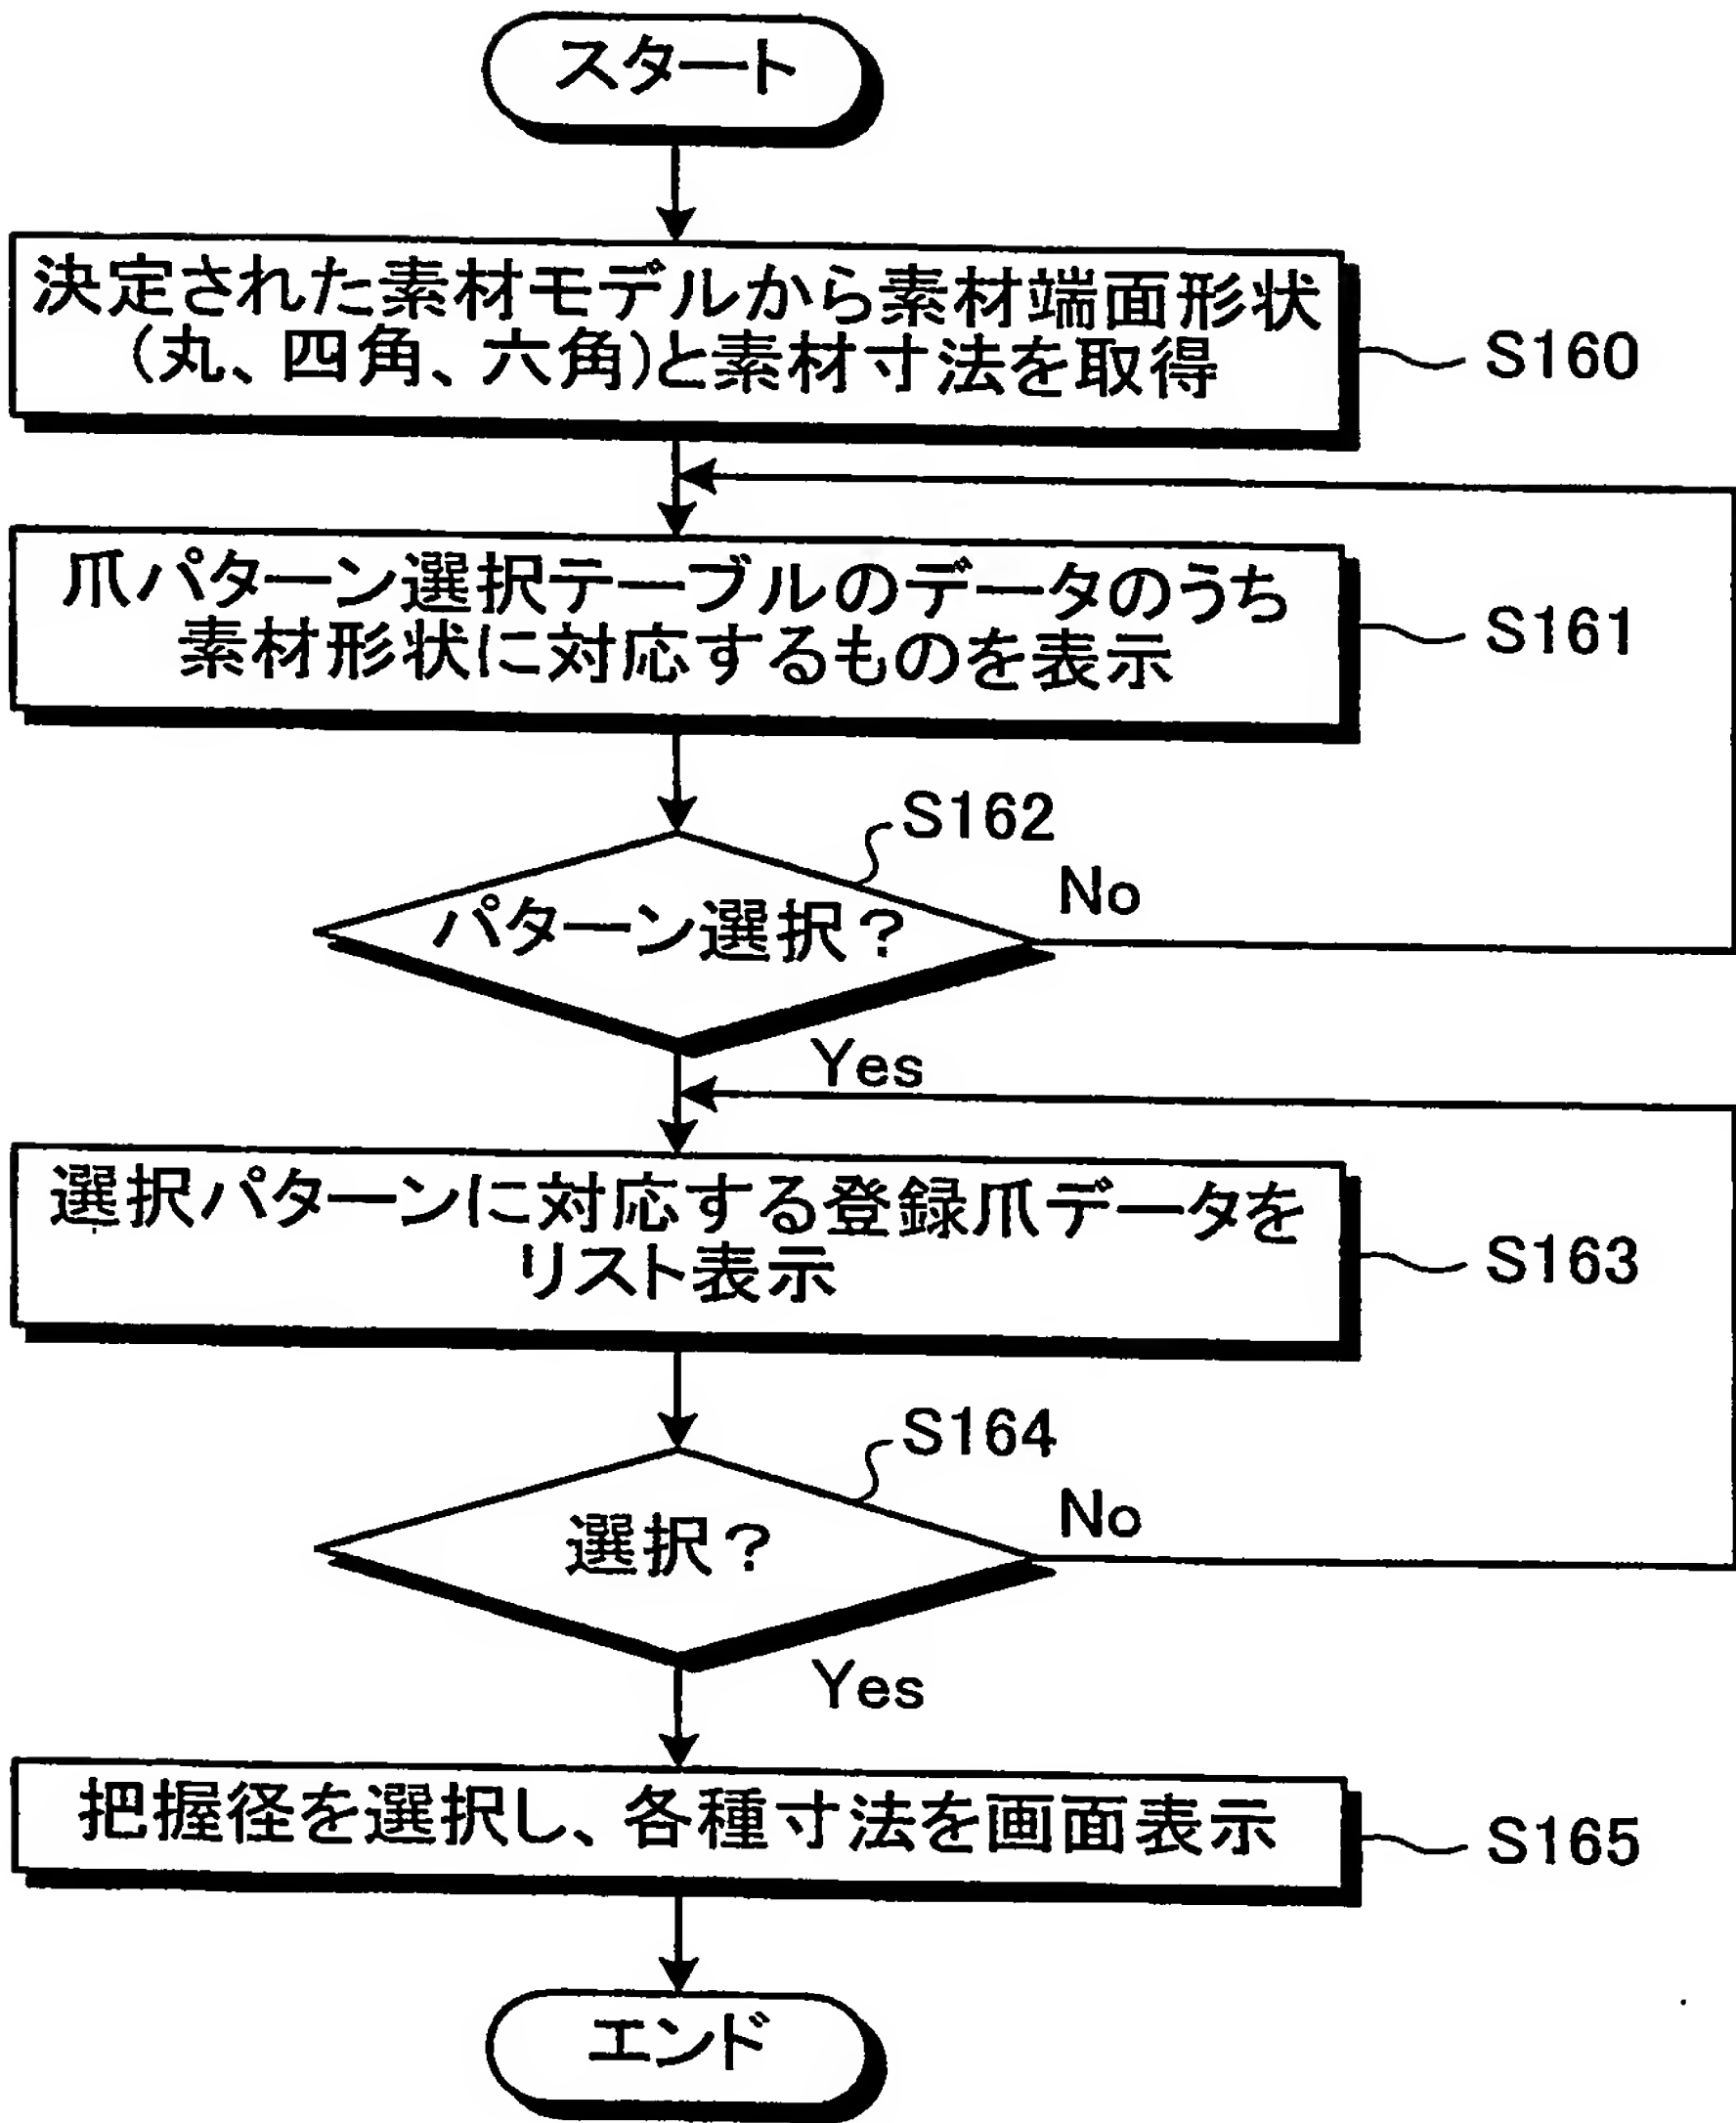 スタート
決定された素材モデルから素材端面形状
(丸、四角、六角)と素材寸法を取得
S160
爪パターン選択テーブルのデータのうち
素材形状に対応するものを表示
S161
S162
パターン選択？
No
Yes
選択パターンに対応する登録爪データを
リスト表示
S163
S164
選択？
No
Yes
把握径を選択し、各種寸法を画面表示
S165
エンド